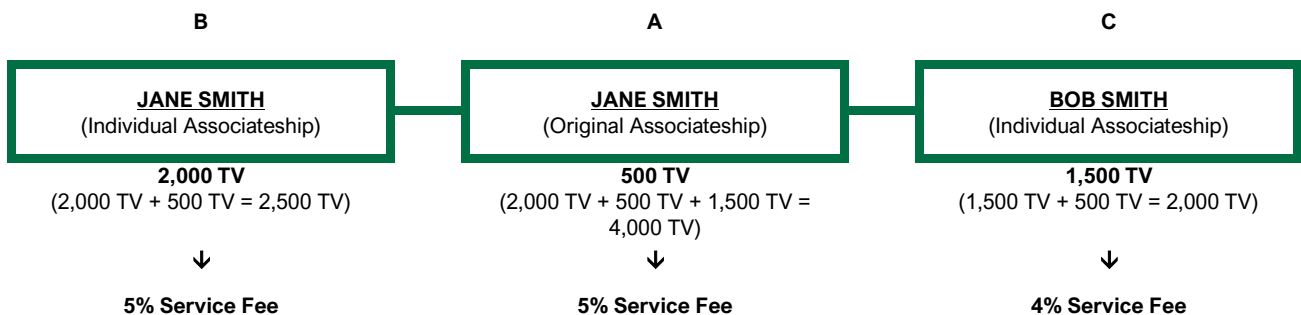 B
A
C
JANE SMITH
(Individual Associateship)
JANE SMITH
(Original Associateship)
BOB SMITH
(Individual Associateship)
2,000 TV
(2,000 TV + 500 TV = 2,500 TV)
500 TV
(2,000 TV + 500 TV + 1,500 TV =
4,000 TV)
1,500 TV
(1,500 TV + 500 TV = 2,000 TV)
5% Service Fee
5% Service Fee
4% Service Fee